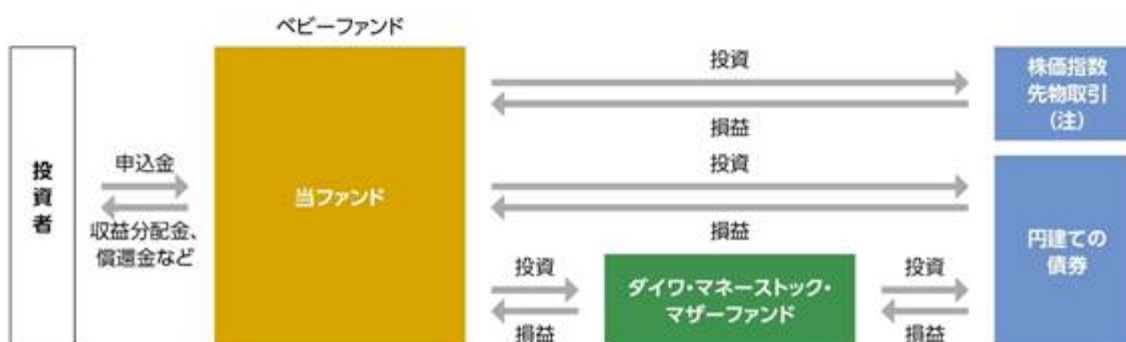 ベビーファンド
投資者
申込金
収益分配金、
償還金など
当ファンド
投資
損益
株価指数
先物取引
(注)
投資
損益
円建ての
債券
投資
損益
ダイワ・マネーストック・
マザーファンド
投資
損益